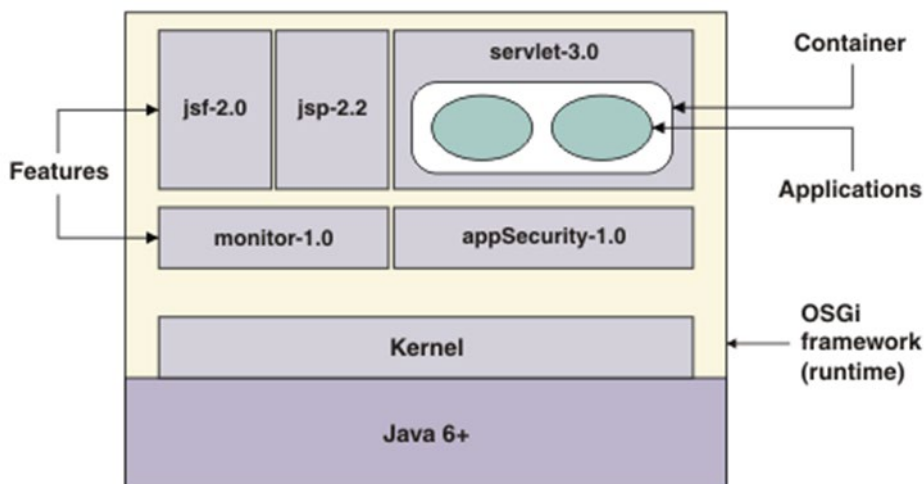 servlet-3.0
Container
jsf-2.0
jsp-2.2
Features
Applications
monitor-1.0
appSecurity-1.0
OSGi
framework
(runtime)
Kernel
Java 6+